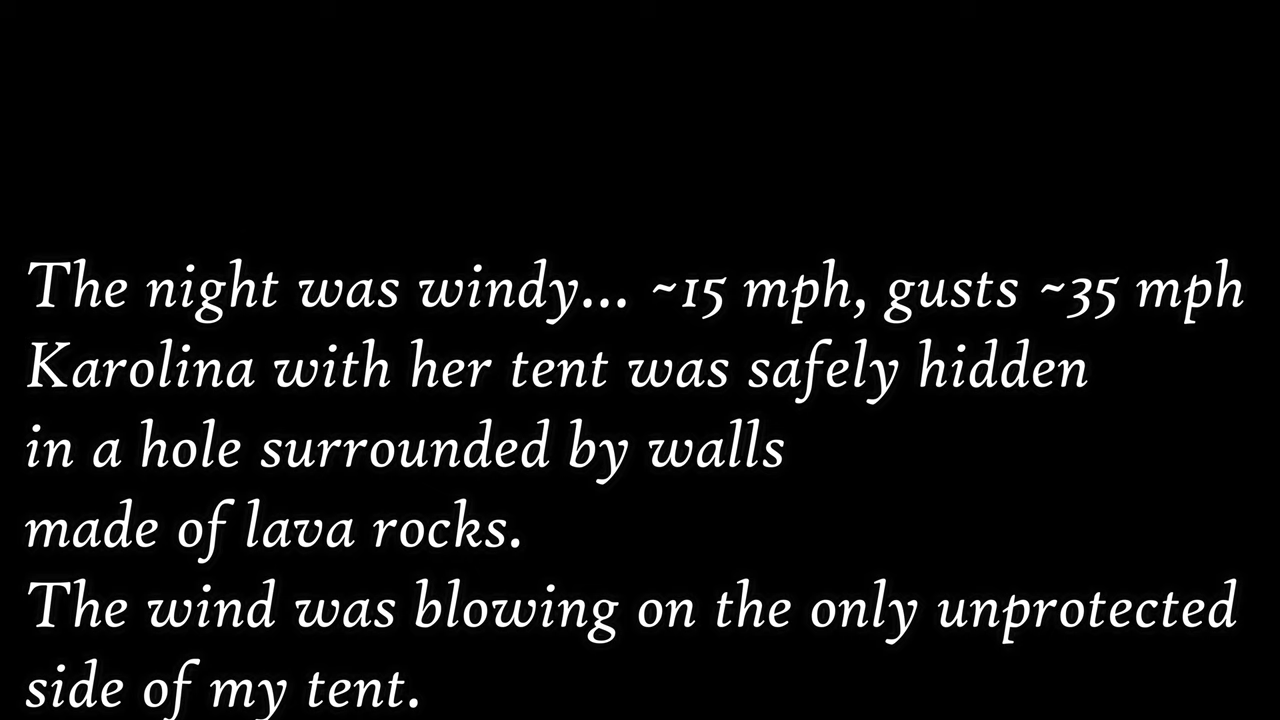 The night was windy... ~15 mph, gusts ~35 mph
Karolina with her tent was safely hidden
in a hole surrounded by walls
made of lava rocks.
The wind was blowing on the only unprotected
side of my tent.